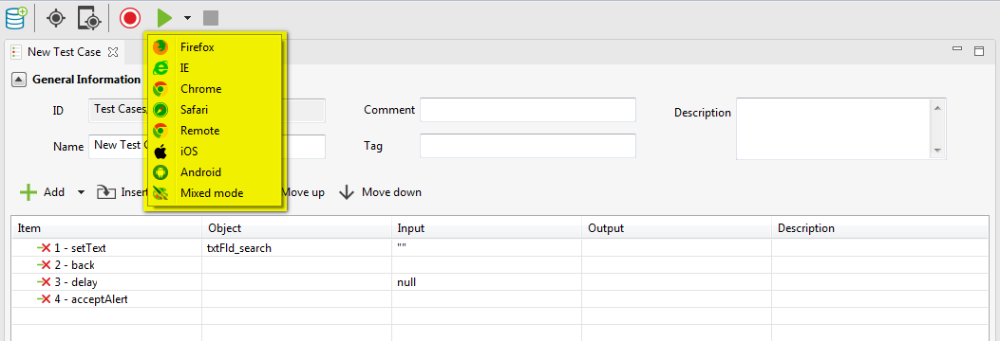 New Test Case
Firefox
IE
Chrome
Safari
Remote
iOS
Android
Mixed mode
General Information
ID Test Cases Comment Description
Name New Test C Tag
Add Insert Move up Move down
Item Object Input Output Description
1 - setText txtFld_search ""
2 - back
3 - delay null
4 - acceptAlert